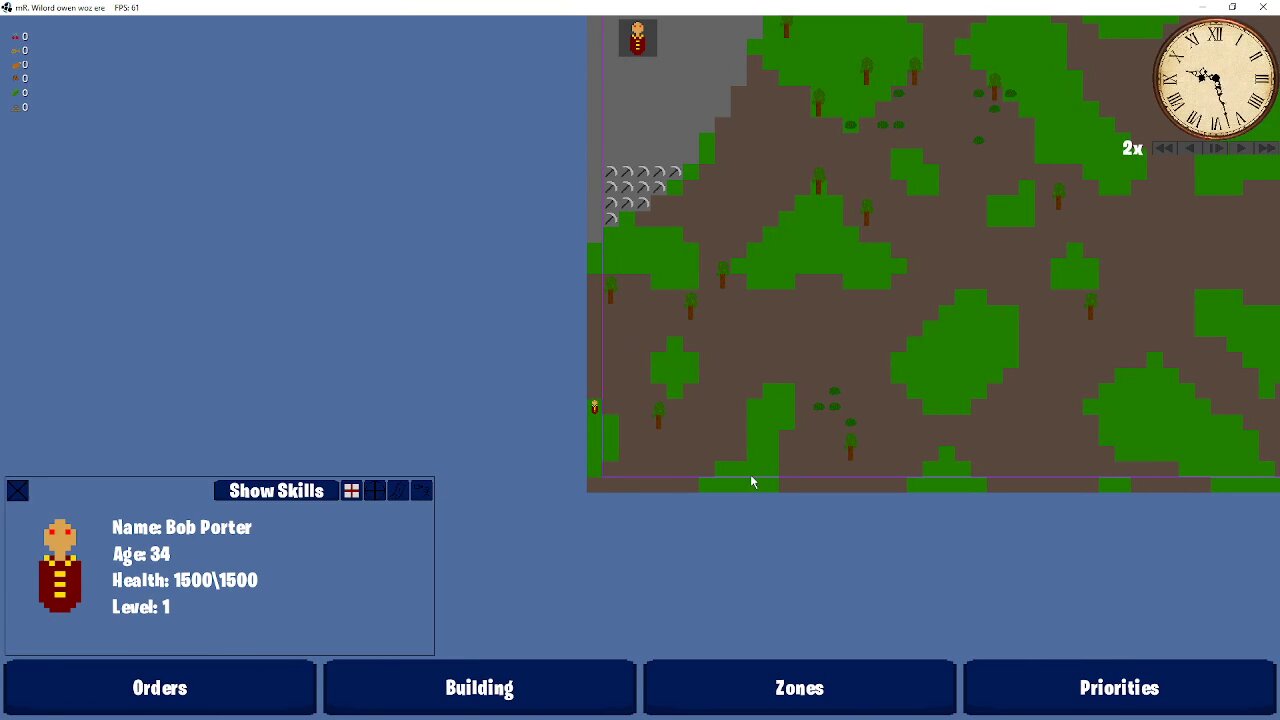 mR. Wilord owen woz ere FPS: 61
0
0
0
0
0
0
2x
Show Skills
Name: Bob Porter
Age: 34
Health: 1500\1500
Level: 1
Orders
Building
Zones
Priorities